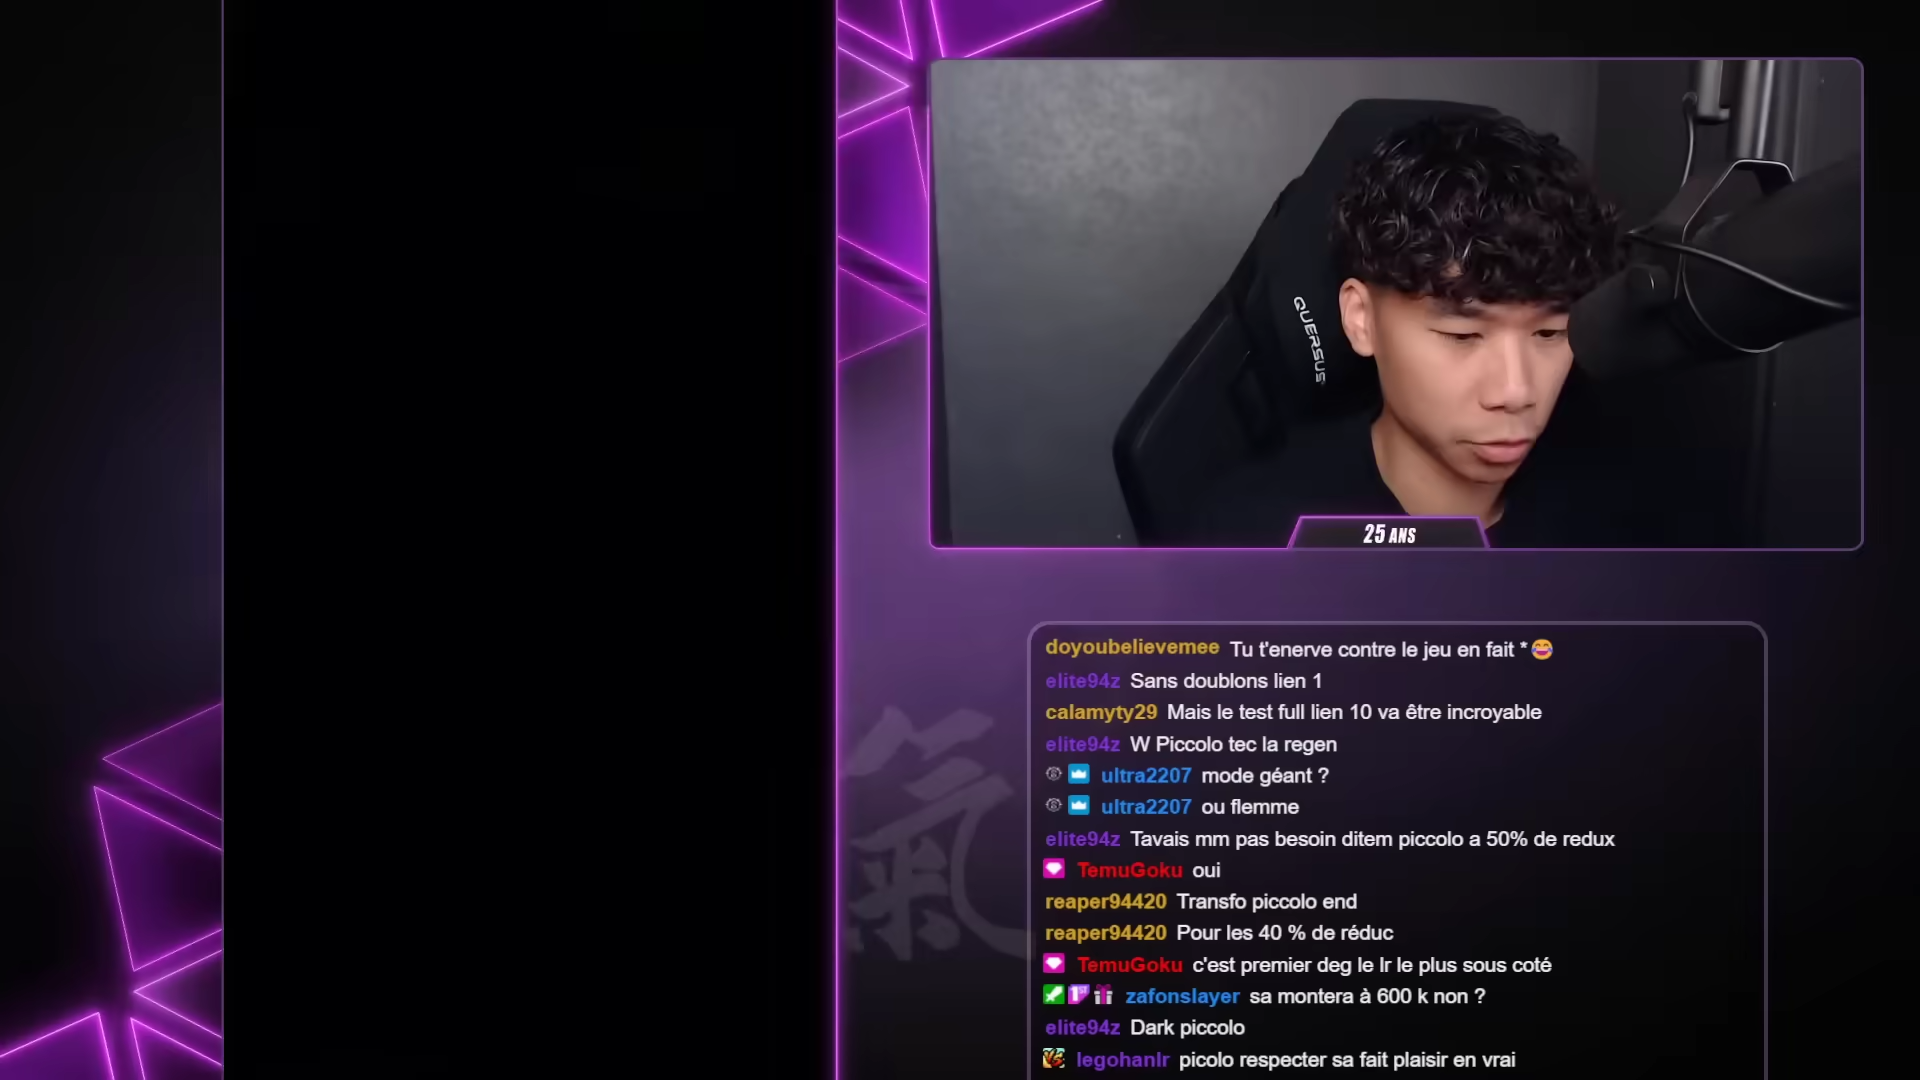 QUERSUS
25 ANS
doyoubelievemee Tu t'enerve contre le jeu en fait * 😂
elite94z Sans doublons lien 1
calamyty29 Mais le test full lien 10 va être incroyable
elite94z W Piccolo tec la regen
ultra2207 mode géant ?
ultra2207 ou flemme
elite94z Tavais mm pas besoin ditem piccolo a 50% de redux
TemuGoku oui
reaper94420 Transfo piccolo end
reaper94420 Pour les 40 % de réduc
TemuGoku c'est premier deg le lr le plus sous coté
1ST zafonslayer sa montera à 600 k non ?
elite94z Dark piccolo
legohanlr picolo respecter sa fait plaisir en vrai
氣